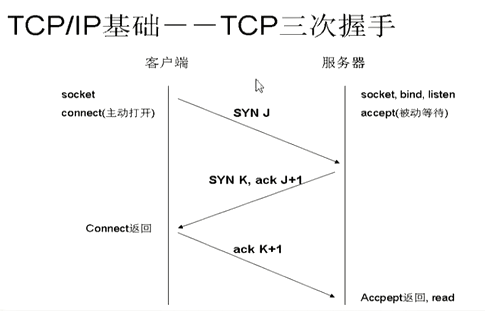 TCP/IP基础－－TCP三次握手
客户端
服务器
socket
connect(主动打开)
socket, bind, listen
accept(被动等待)
SYN J
SYN K, ack J+1
Connect返回
ack K+1
Accpept返回, read